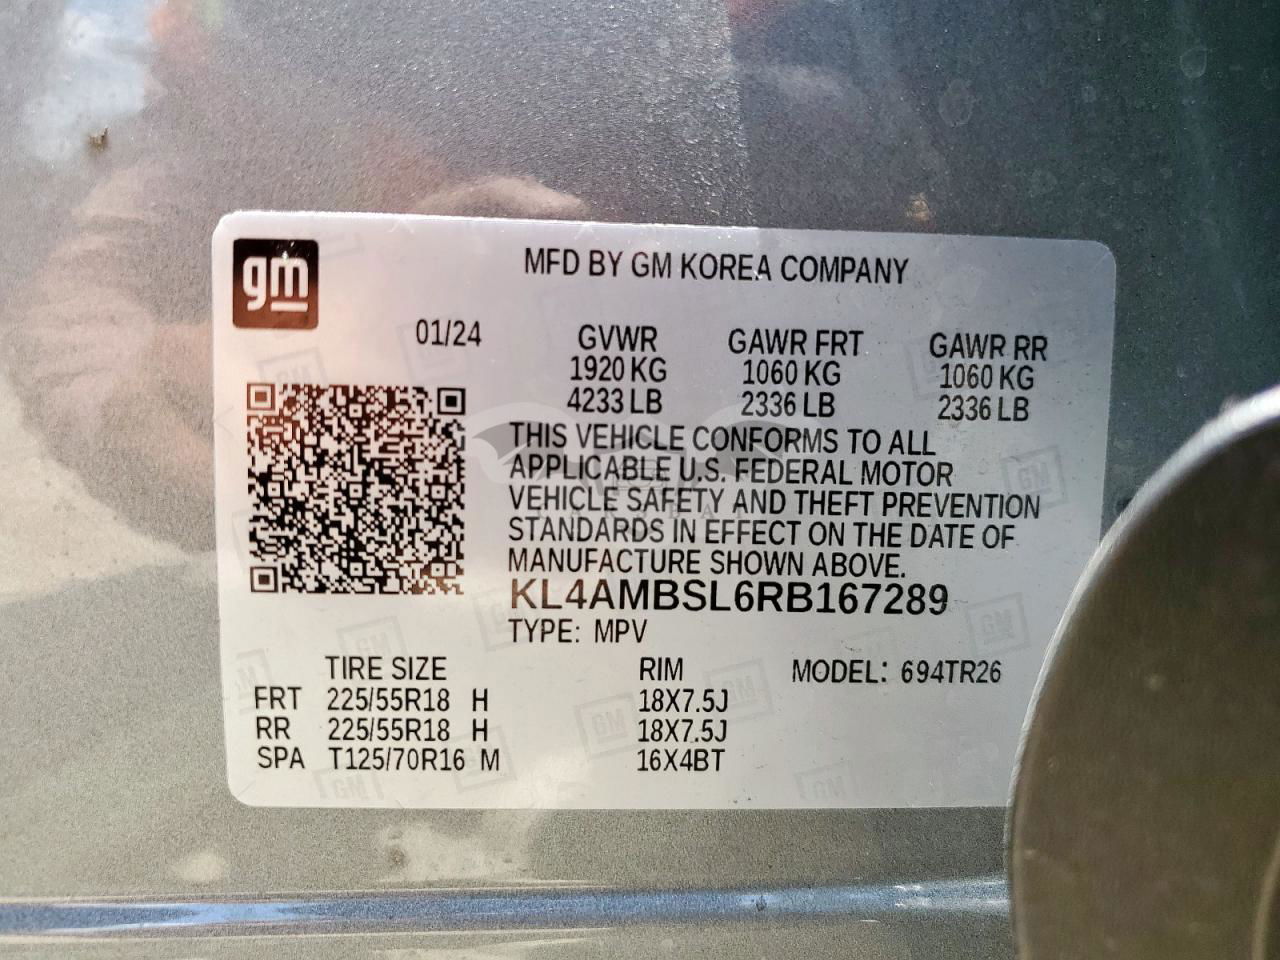 gm
MFD BY GM KOREA COMPANY
01/24
GVWR GAWR FRT GAWR RR
1920 KG 1060 KG 1060 KG
4233 LB 2336 LB 2336 LB
THIS VEHICLE CONFORMS TO ALL
APPLICABLE U.S. FEDERAL MOTOR
VEHICLE SAFETY AND THEFT PREVENTION
STANDARDS IN EFFECT ON THE DATE OF
MANUFACTURE SHOWN ABOVE.
KL4AMBSL6RB167289
TYPE: MPV
TIRE SIZE RIM MODEL: 694TR26
FRT 225/55R18 H 18X7.5J
RR 225/55R18 H 18X7.5J
SPA T125/70R16 M 16X4BT